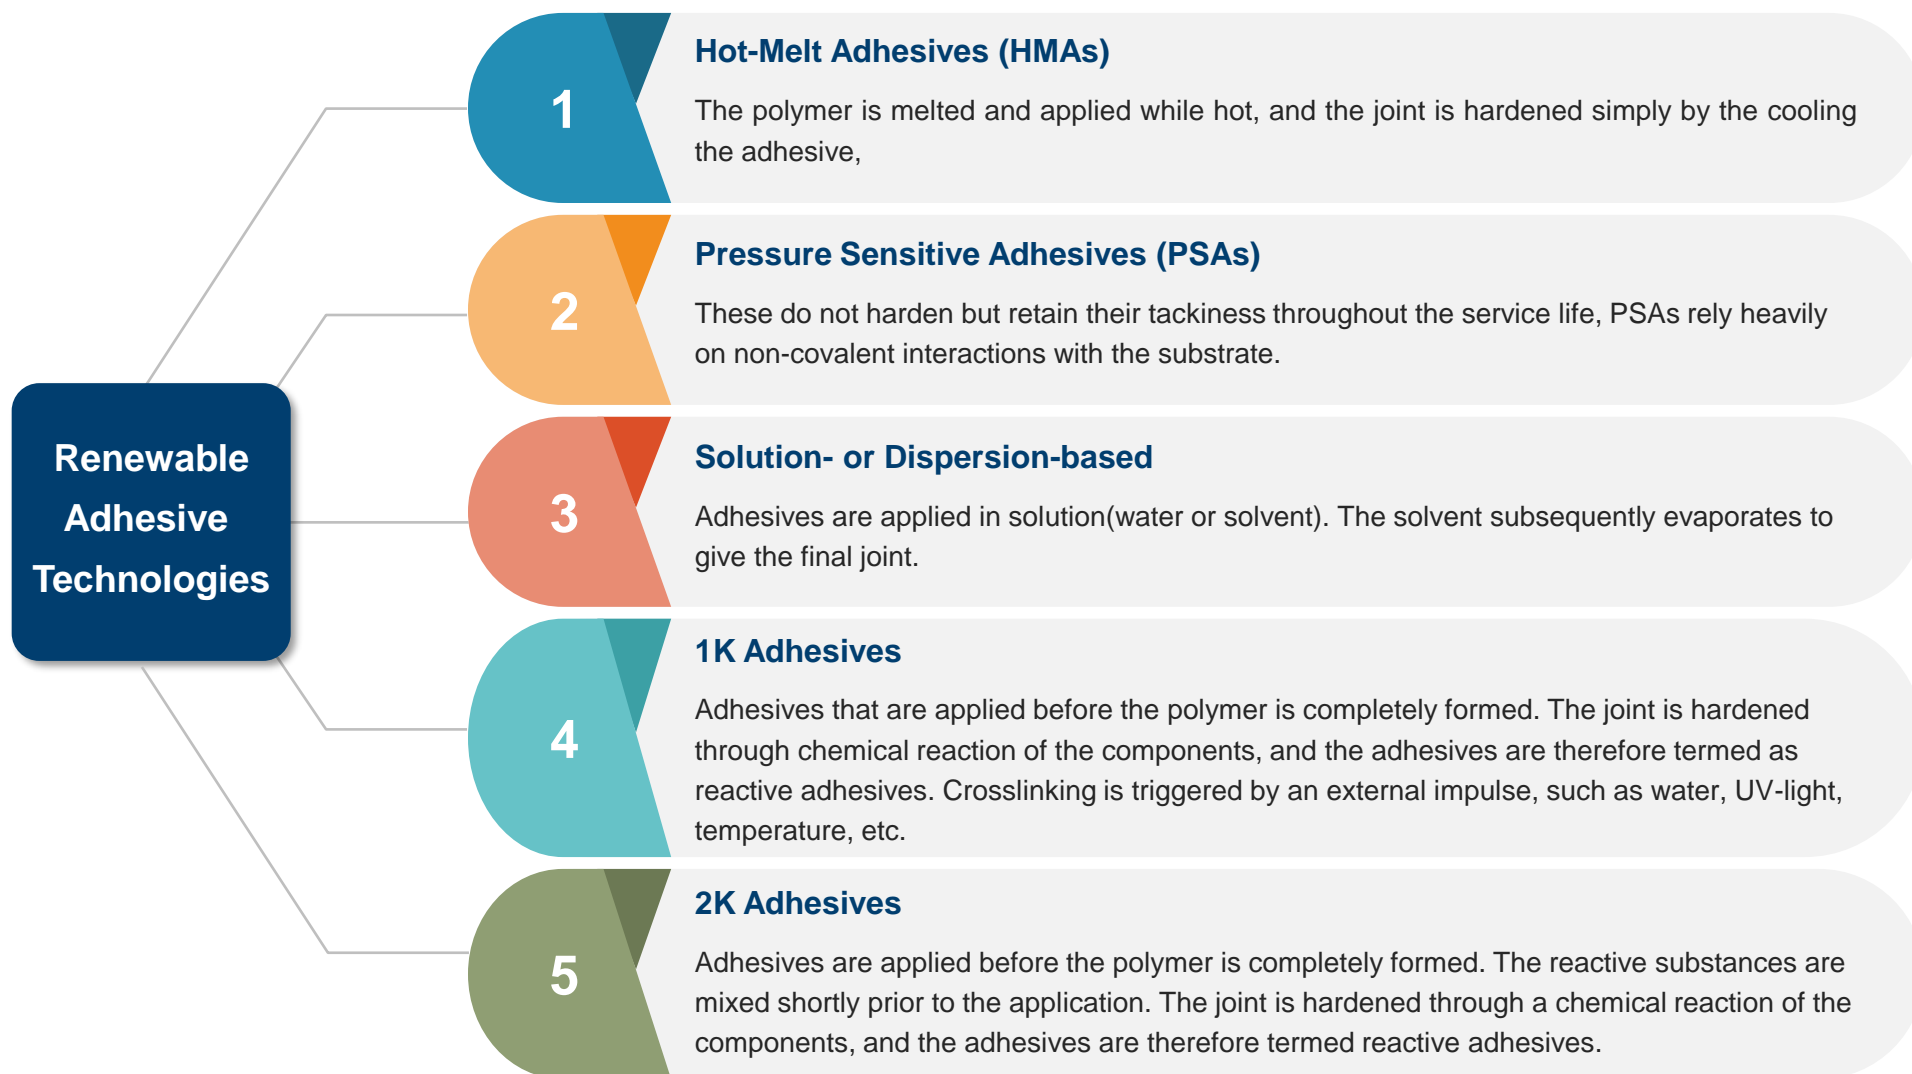 Renewable
Adhesive
Technologies
1
Hot-Melt Adhesives (HMAs)
The polymer is melted and applied while hot, and the joint is hardened simply by the cooling
the adhesive,
2
Pressure Sensitive Adhesives (PSAs)
These do not harden but retain their tackiness throughout the service life, PSAs rely heavily
on non-covalent interactions with the substrate.
3
Solution- or Dispersion-based
Adhesives are applied in solution(water or solvent). The solvent subsequently evaporates to
give the final joint.
4
1K Adhesives
Adhesives that are applied before the polymer is completely formed. The joint is hardened
through chemical reaction of the components, and the adhesives are therefore termed as
reactive adhesives. Crosslinking is triggered by an external impulse, such as water, UV-light,
temperature, etc.
5
2K Adhesives
Adhesives are applied before the polymer is completely formed. The reactive substances are
mixed shortly prior to the application. The joint is hardened through a chemical reaction of the
components, and the adhesives are therefore termed reactive adhesives.